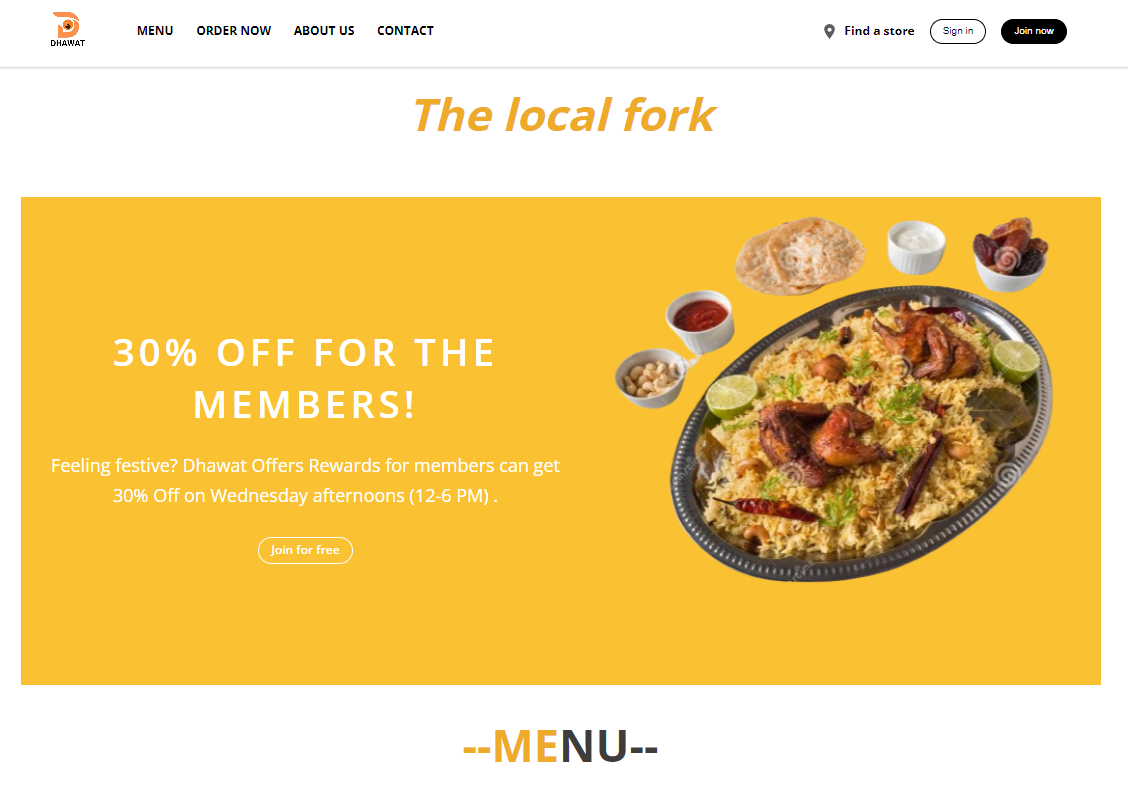 DHAWAT
MENU ORDER NOW ABOUT US CONTACT
Find a store Sign in Join now
The local fork
30% OFF FOR THE
MEMBERS!
Feeling festive? Dhawat Offers Rewards for members can get
30% Off on Wednesday afternoons (12-6 PM) .
Join for free
--MENU--